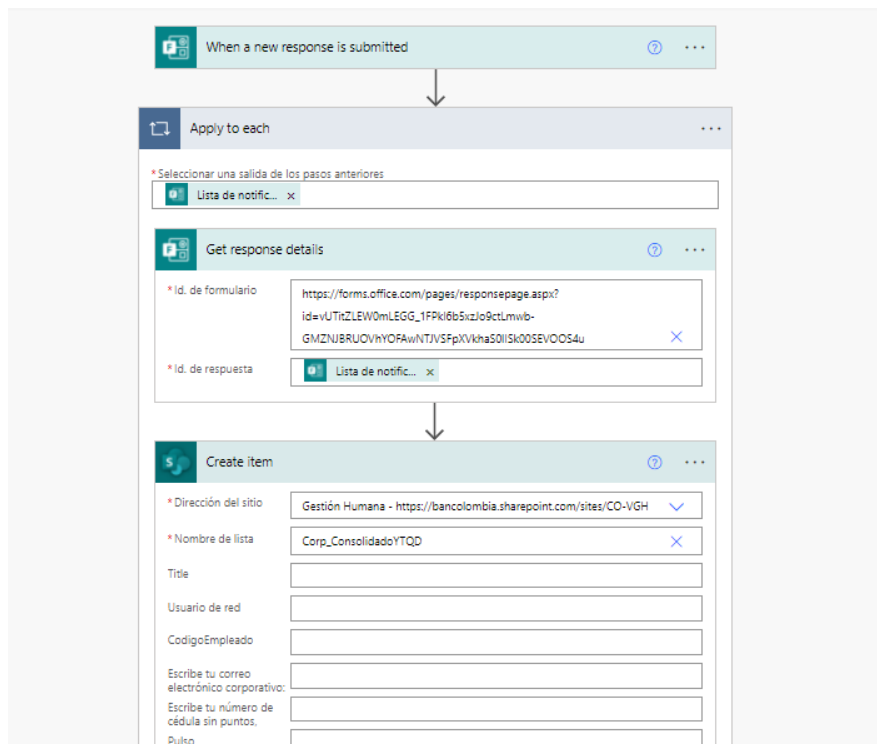 When a new response is submitted
Apply to each
* Seleccionar una salida de los pasos anteriores
Lista de notific... ×
Get response details
* Id. de formulario
https://forms.office.com/pages/responsepage.aspx?
id=vUTitZLEW0mLEGG_1FPkI6b5xzJo9ctLmwb-
GMZNJBRUOVhYOFAwNTJVSFpXVkhaS0lISk00SEVOOS4u
* Id. de respuesta
Lista de notific... ×
Create item
* Dirección del sitio
Gestión Humana - https://bancolombia.sharepoint.com/sites/CO-VGH
* Nombre de lista
Corp_ConsolidadoYTQD
Title
Usuario de red
CodigoEmpleado
Escribe tu correo
electrónico corporativo:
Escribe tu número de
cédula sin puntos,
Pulso